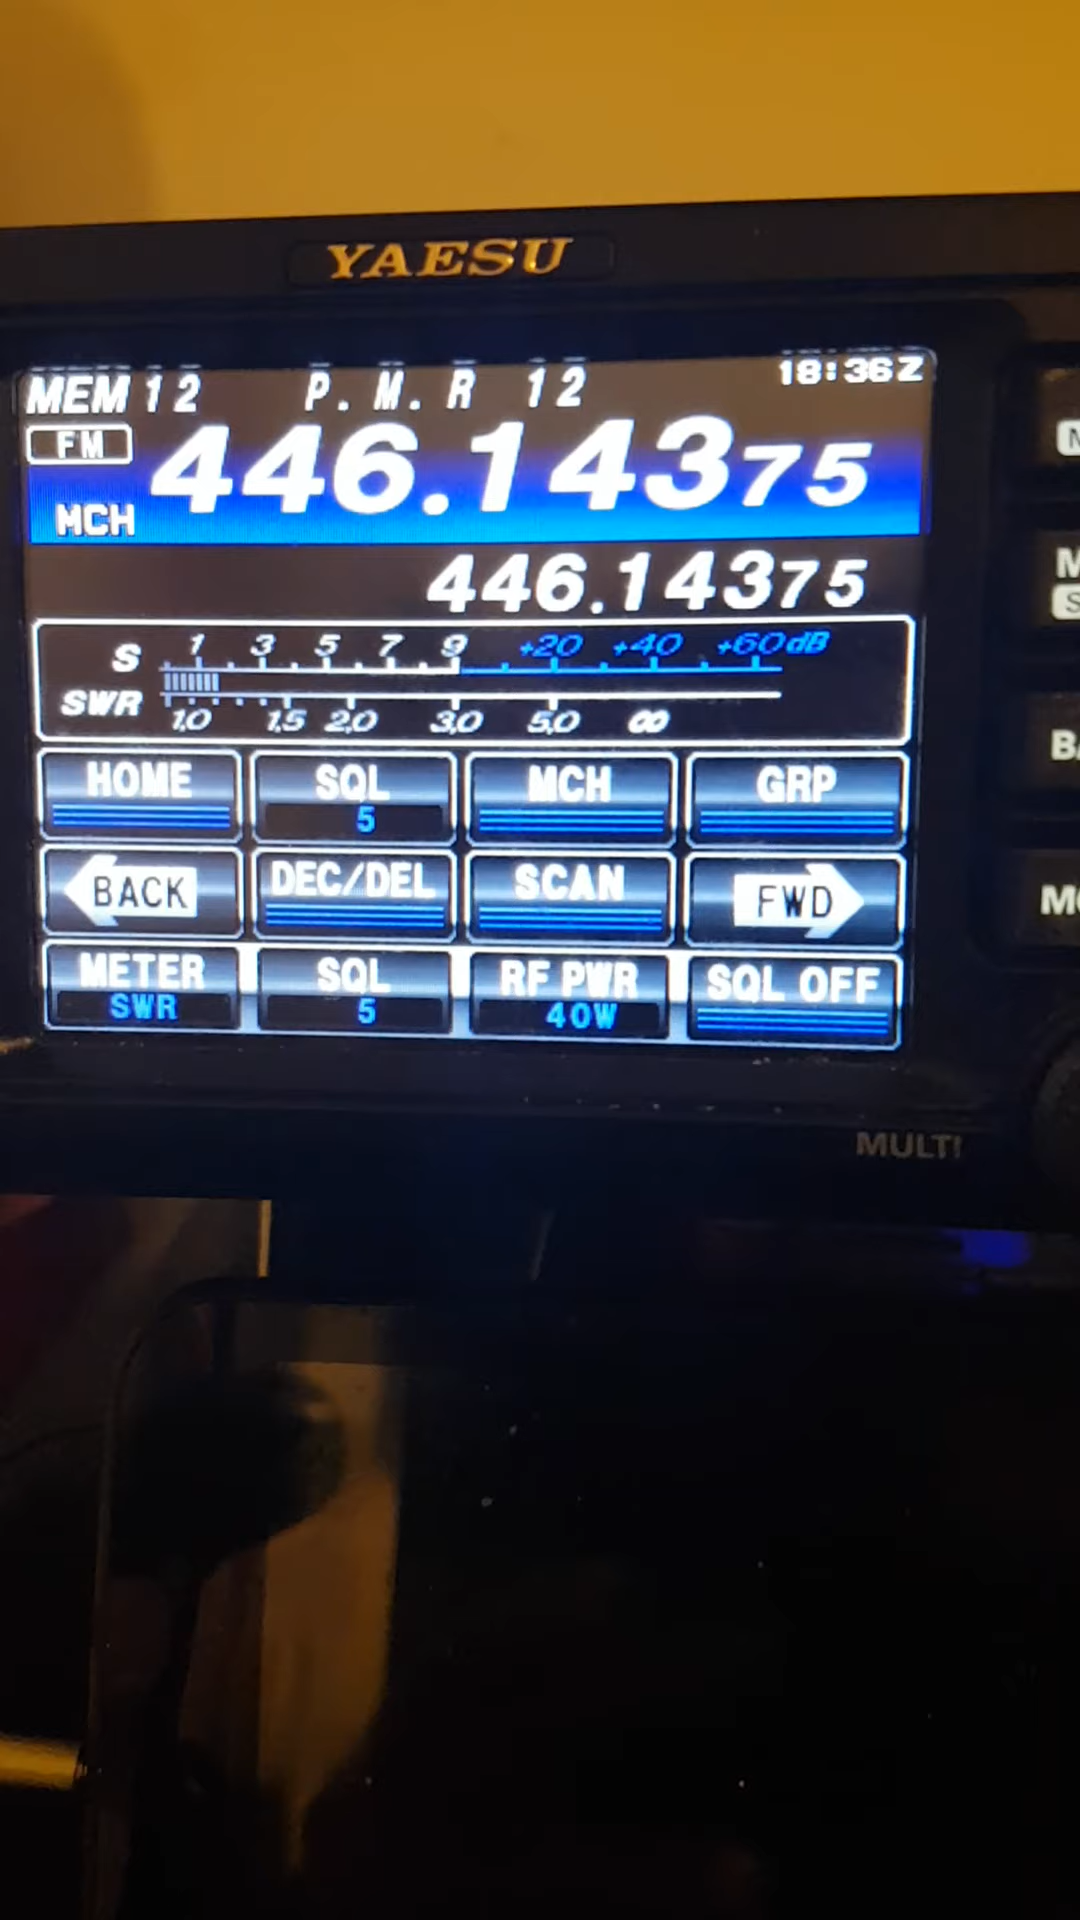 YAESU
MEM 12 P. M. R 12 18:36Z
FM 446.14375
MCH
446.14375
S 1 3 5 7 9 +20 +40 +60dB
SWR 1,0 1,5 2,0 3,0 5,0 ∞
HOME SQL 5 MCH GRP
BACK DEC/DEL SCAN FWD
METER SWR SQL 5 RF PWR 40W SQL OFF
MULTI